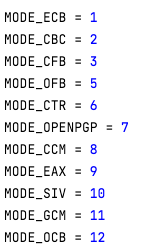 MODE_ECB = 1
MODE_CBC = 2
MODE_CFB = 3
MODE_OFB = 5
MODE_CTR = 6
MODE_OPENPGP = 7
MODE_CCM = 8
MODE_EAX = 9
MODE_SIV = 10
MODE_GCM = 11
MODE_OCB = 12